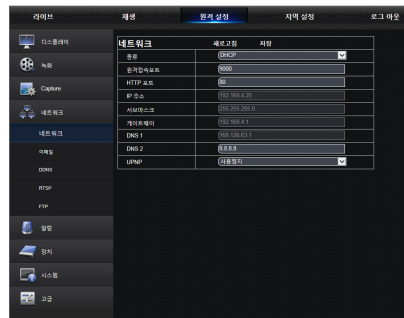 라이브 재생 원격 설정 지역 설정 로그 아웃
디스플레이
녹화
Capture
네트워크
네트워크
이메일
DDNS
RTSP
FTP
알람
장치
시스템
고급
네트워크 새로고침 저장
종류 DHCP
원격접속포트 9000
HTTP 포트 80
IP 주소 192.168.4.25
서브마스크 255.255.255.0
게이트웨이 192.168.4.1
DNS 1 168.126.63.1
DNS 2 8.8.8.8
UPNP 사용정지